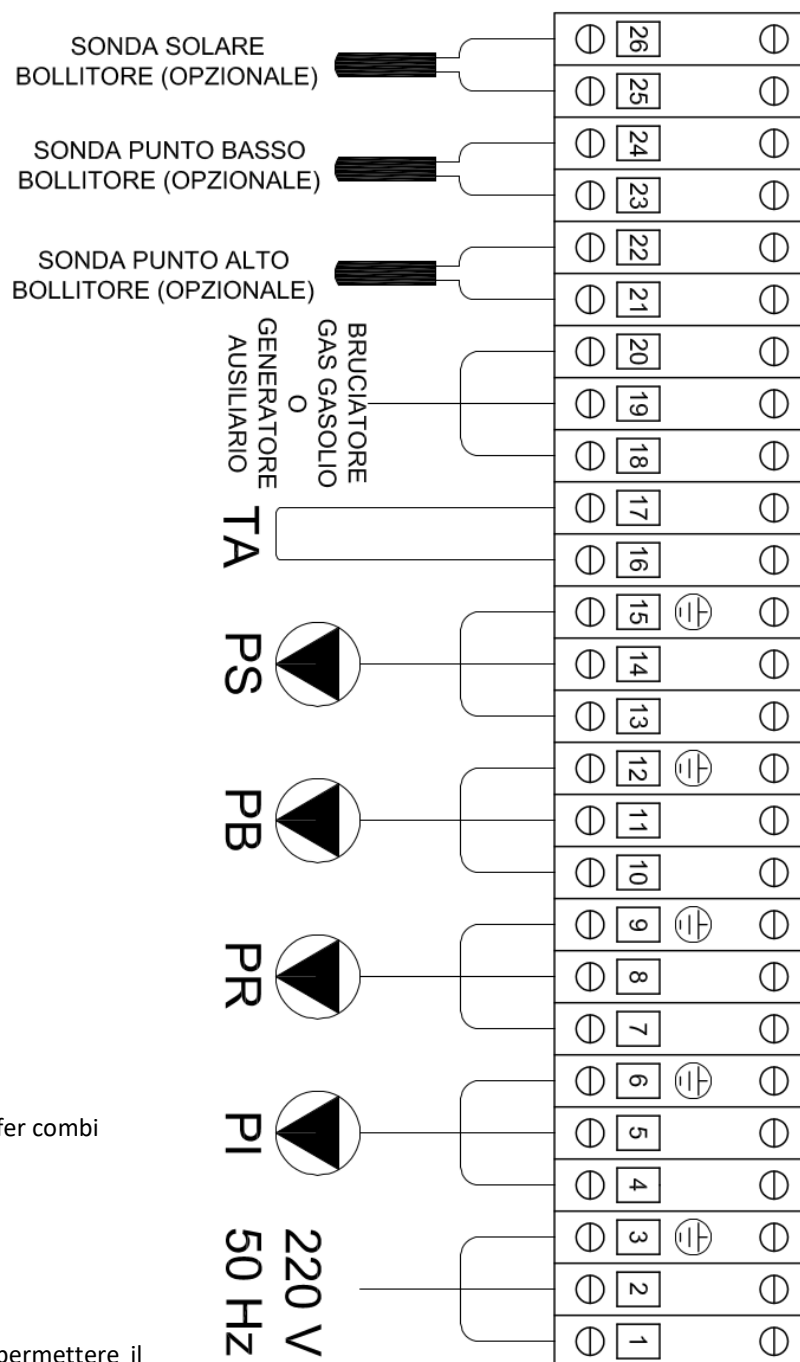 SONDA SOLARE
BOLLITORE (OPZIONALE)
SONDA PUNTO BASSO
BOLLITORE (OPZIONALE)
SONDA PUNTO ALTO
BOLLITORE (OPZIONALE)
BRUCIATORE
GAS GASOLIO
O
GENERATORE
AUSILIARIO
TA
PS
PB
PR
PI
220 V
50 Hz
26
25
24
23
22
21
20
19
18
17
16
15
14
13
12
11
10
9
8
7
6
5
4
3
2
1
fer combi
permettere il